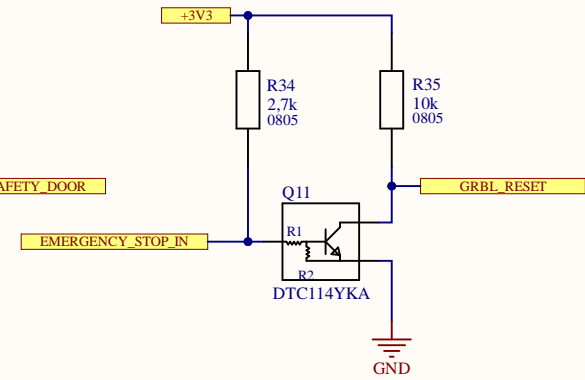 +3V3
R34
2,7k
0805
R35
10k
0805
AFETY_DOOR
GRBL_RESET
Q11
R1
EMERGENCY_STOP_IN
R2
DTC114YKA
GND